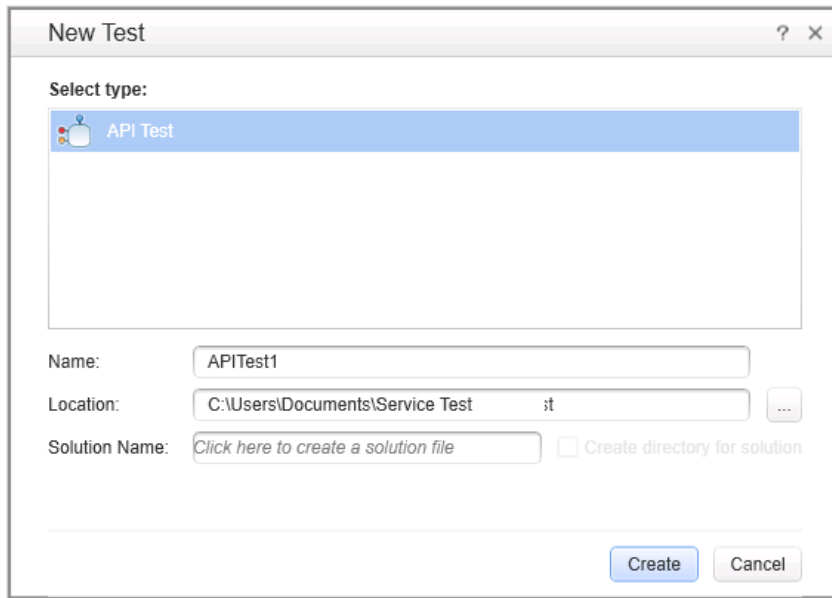 New Test ? ×
Select type:
API Test
Name: APITest1
Location: C:\Users\Documents\Service Test ...
Solution Name: Click here to create a solution file Create directory for solution
Create Cancel